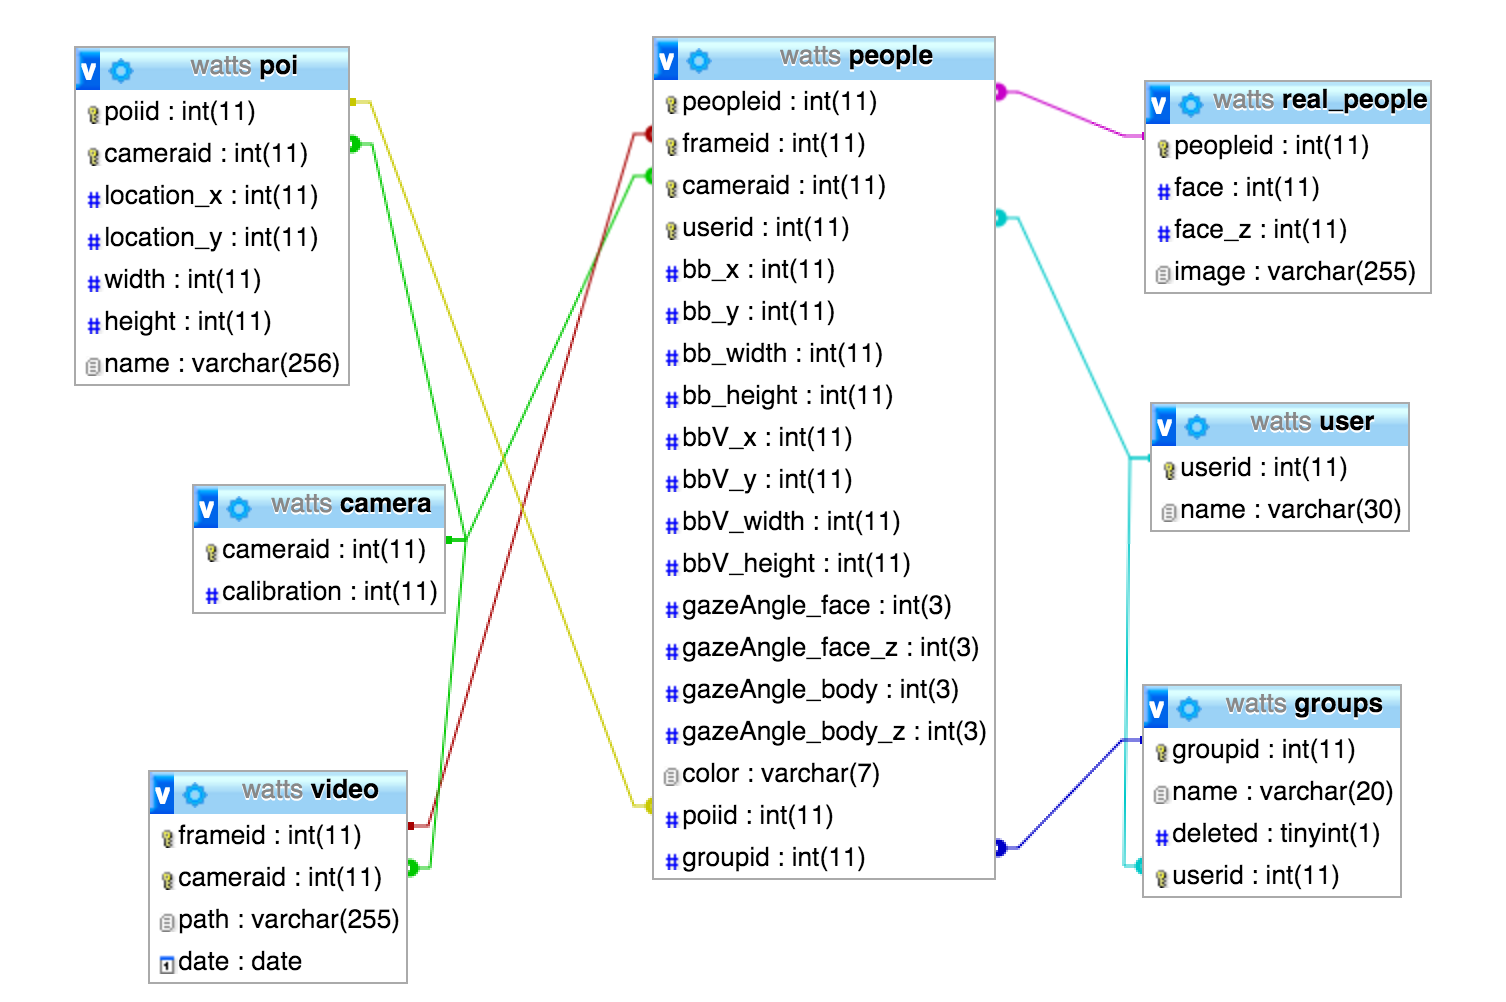 watts poi
poiid : int(11)
cameraid : int(11)
location_x : int(11)
location_y : int(11)
width : int(11)
height : int(11)
name : varchar(256)
watts camera
cameraid : int(11)
calibration : int(11)
watts video
frameid : int(11)
cameraid : int(11)
path : varchar(255)
date : date
watts people
peopleid : int(11)
frameid : int(11)
cameraid : int(11)
userid : int(11)
bb_x : int(11)
bb_y : int(11)
bb_width : int(11)
bb_height : int(11)
bbV_x : int(11)
bbV_y : int(11)
bbV_width : int(11)
bbV_height : int(11)
gazeAngle_face : int(3)
gazeAngle_face_z : int(3)
gazeAngle_body : int(3)
gazeAngle_body_z : int(3)
color : varchar(7)
poiid : int(11)
groupid : int(11)
watts real_people
peopleid : int(11)
face : int(11)
face_z : int(11)
image : varchar(255)
watts user
userid : int(11)
name : varchar(30)
watts groups
groupid : int(11)
name : varchar(20)
deleted : tinyint(1)
userid : int(11)